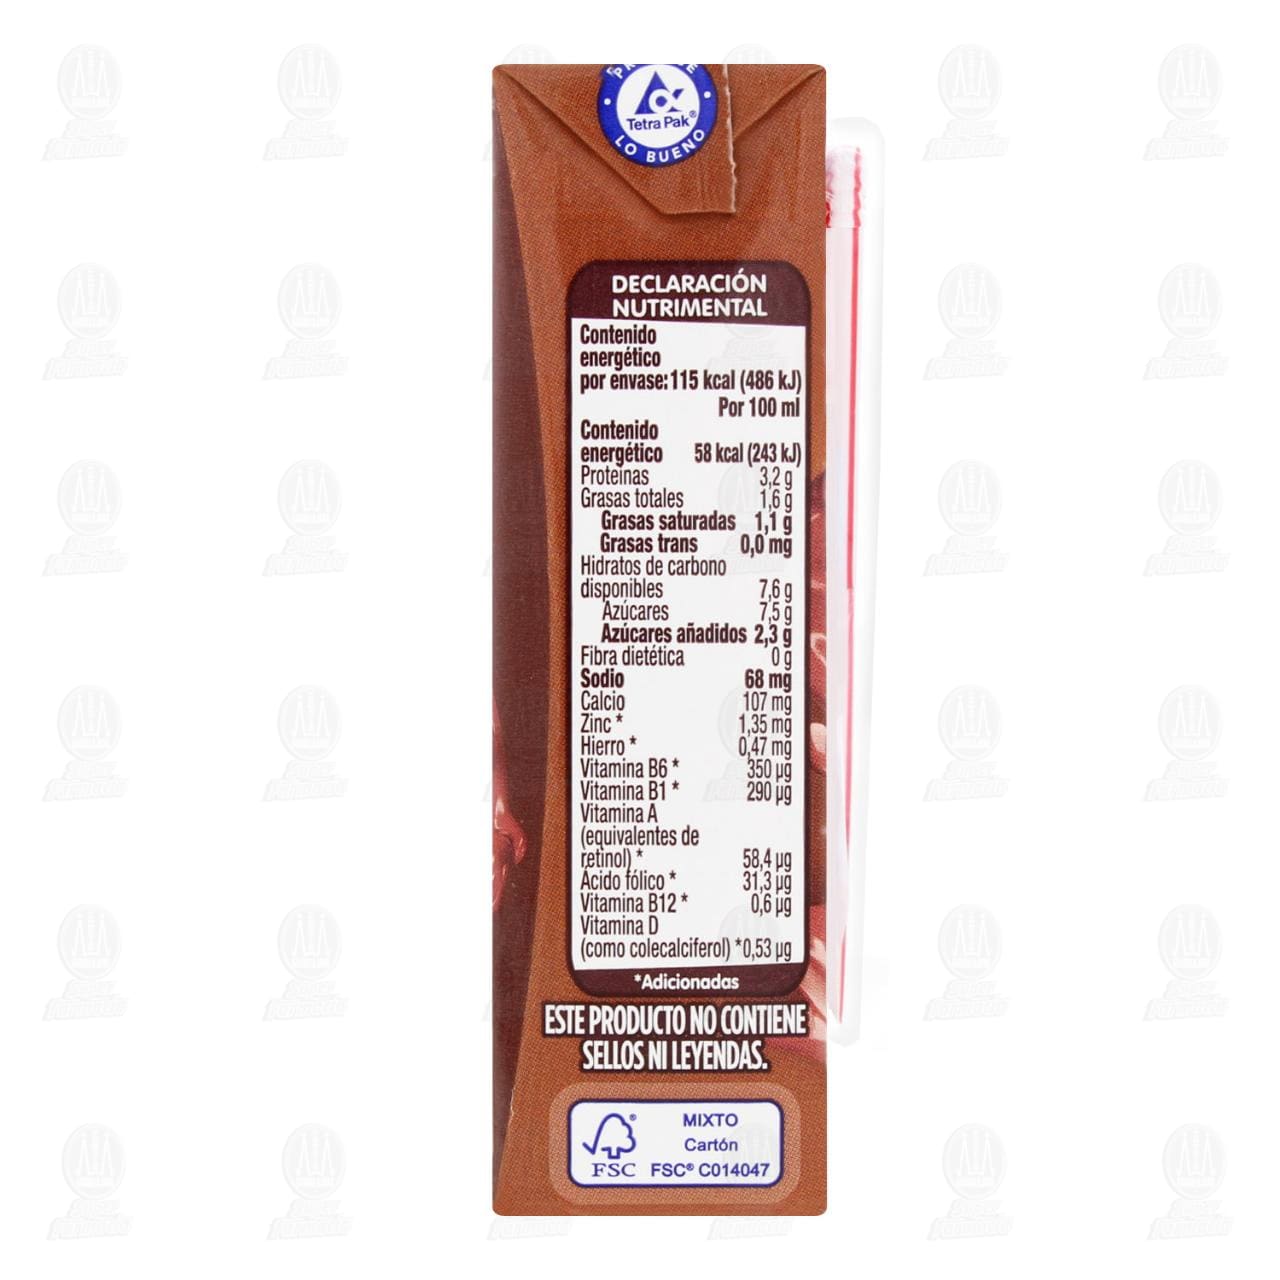 PROTEGE
LO BUENO
Tetra Pak®
DECLARACIÓN
NUTRIMENTAL
Contenido
energético
por envase: 115 kcal (486 kJ)
Por 100 ml
Contenido
energético 58 kcal (243 kJ)
Proteínas 3,2 g
Grasas totales 1,6 g
Grasas saturadas 1,1 g
Grasas trans 0,0 mg
Hidratos de carbono
disponibles 7,6 g
Azúcares 7,5 g
Azúcares añadidos 2,3 g
Fibra dietética 0 g
Sodio 68 mg
Calcio 107 mg
Zinc * 1,35 mg
Hierro * 0,47 mg
Vitamina B6 * 350 µg
Vitamina B1 * 290 µg
Vitamina A
(equivalentes de
retinol) * 58,4 µg
Ácido fólico * 31,3 µg
Vitamina B12 * 0,6 µg
Vitamina D
(como colecalciferol) *0,53 µg
*Adicionadas
ESTE PRODUCTO NO CONTIENE
SELLOS NI LEYENDAS.
MIXTO
Cartón
FSC® C014047
FSC